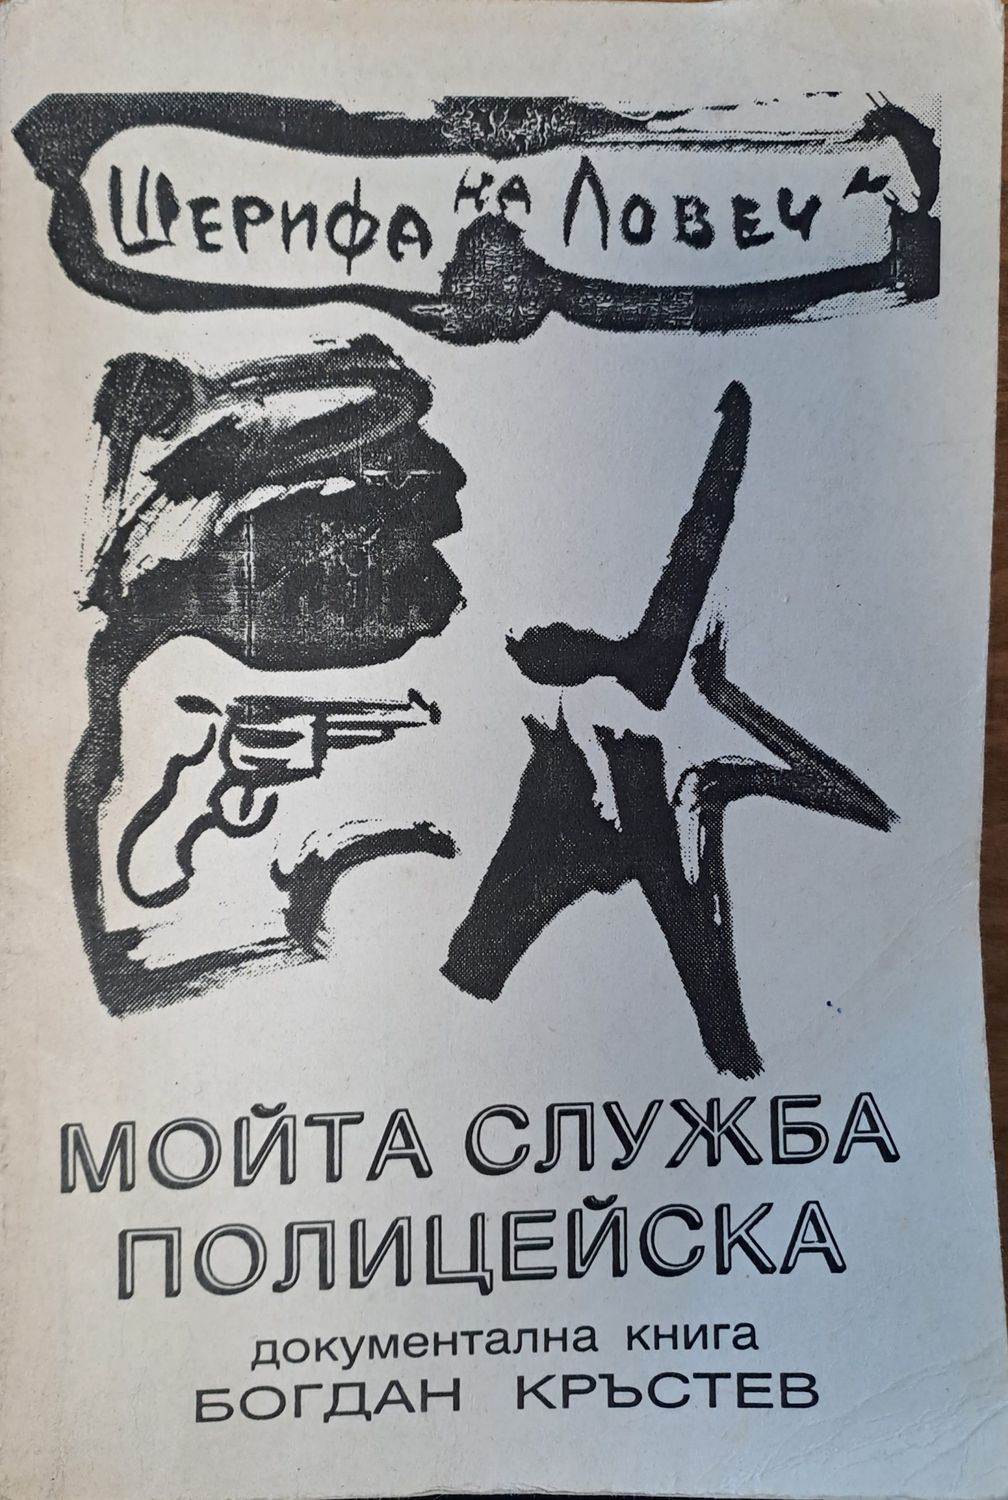 ШЕРИФА НА ЛОВЕЧ"
МОЙТА СЛУЖБА
ПОЛИЦЕЙСКА
документална книга
БОГДАН КРЪСТЕВ